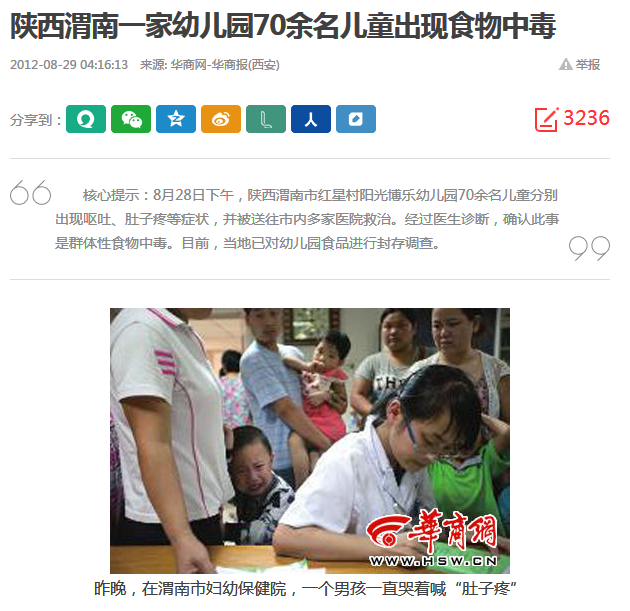 陕西渭南一家幼儿园70余名儿童出现食物中毒
2012-08-29 04:16:13 来源: 华商网-华商报(西安) 举报
分享到： 3236
核心提示：8月28日下午，陕西渭南市红星村阳光博乐幼儿园70余名儿童分别
出现呕吐、肚子疼等症状，并被送往市内多家医院救治。经过医生诊断，确认此事
是群体性食物中毒。目前，当地已对幼儿园食品进行封存调查。
THE
华商网
WWW.HSW.CN
昨晚，在渭南市妇幼保健院，一个男孩一直哭着喊“肚子疼”